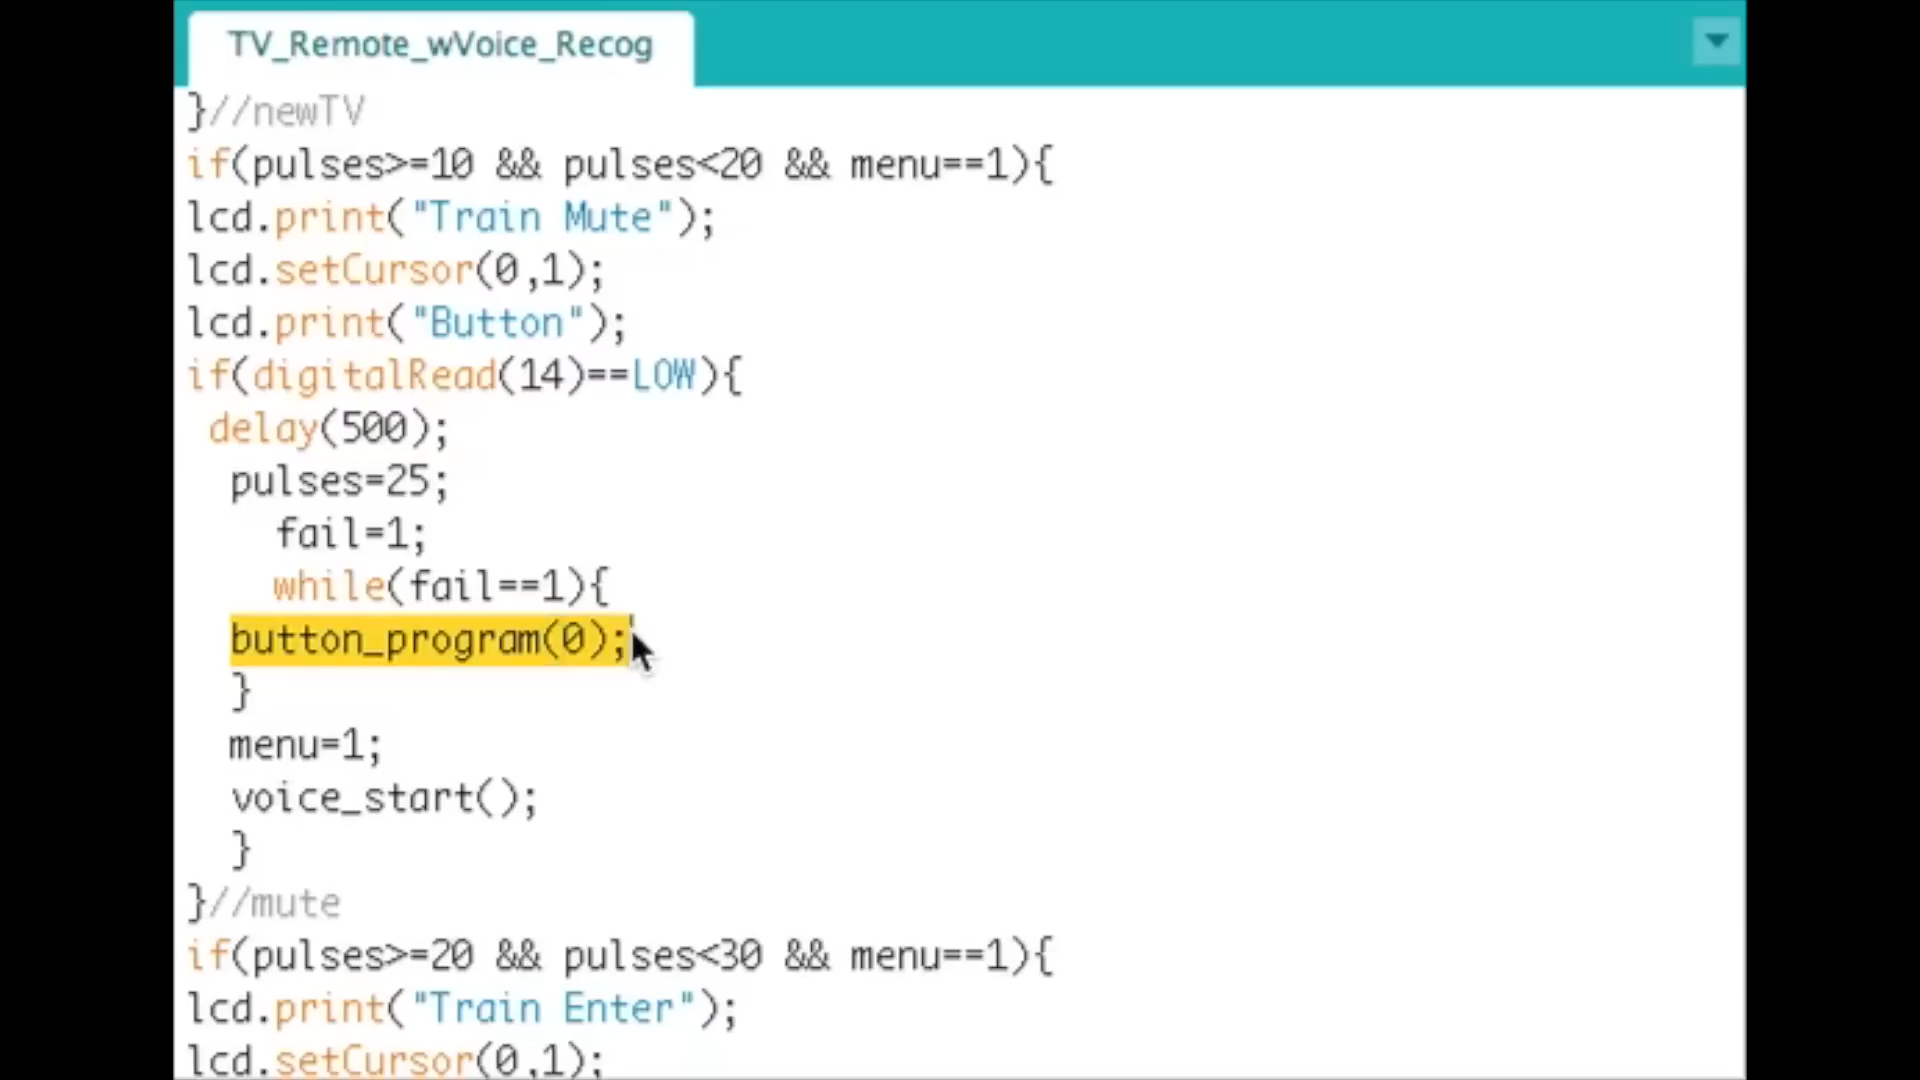 TV_Remote_wVoice_Recog
}//newTV
if(pulses>=10 && pulses<20 && menu==1){
lcd.print("Train Mute");
lcd.setCursor(0,1);
lcd.print("Button");
if(digitalRead(14)==LOW){
delay(500);
pulses=25;
fail=1;
while(fail==1){
button_program(0);
}
menu=1;
voice_start();
}
}//mute
if(pulses>=20 && pulses<30 && menu==1){
lcd.print("Train Enter");
lcd.setCursor(0,1);